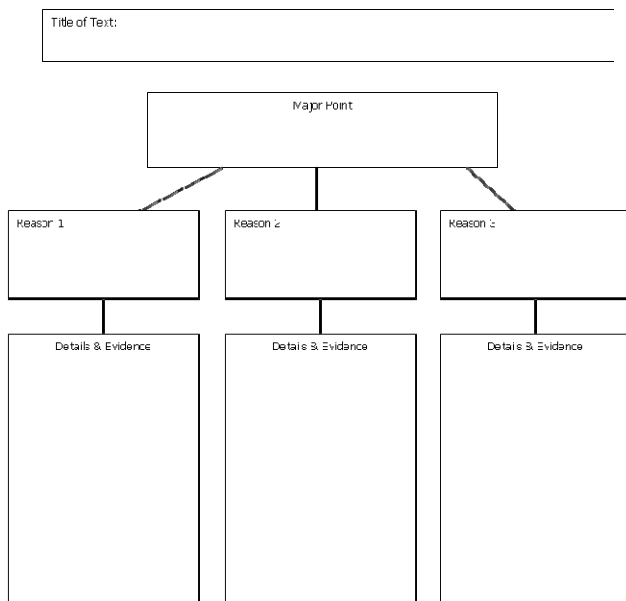 Title of Text:
Major Point
Reason 1
Reason 2
Reason 3
Details & Evidence
Details & Evidence
Details & Evidence